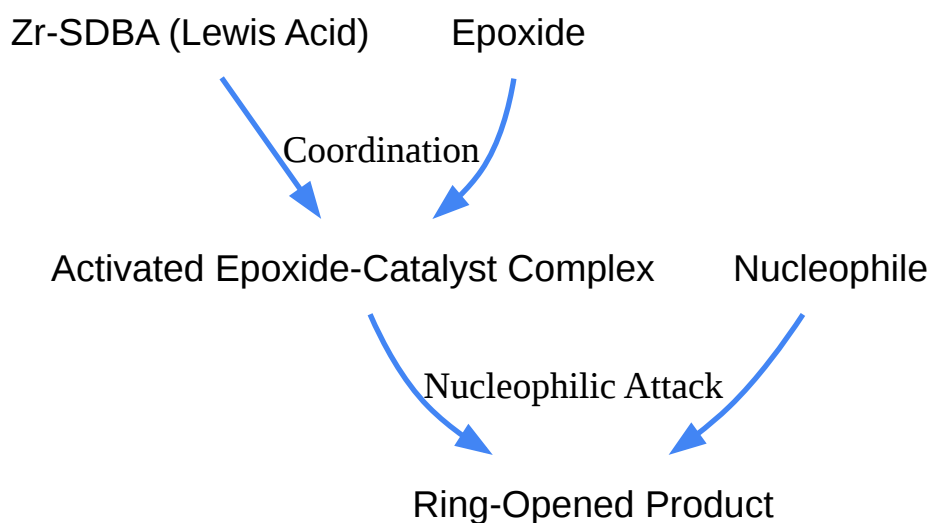 Zr-SDBA (Lewis Acid) Epoxide
Coordination
Activated Epoxide-Catalyst Complex Nucleophile
Nucleophilic Attack
Ring-Opened Product